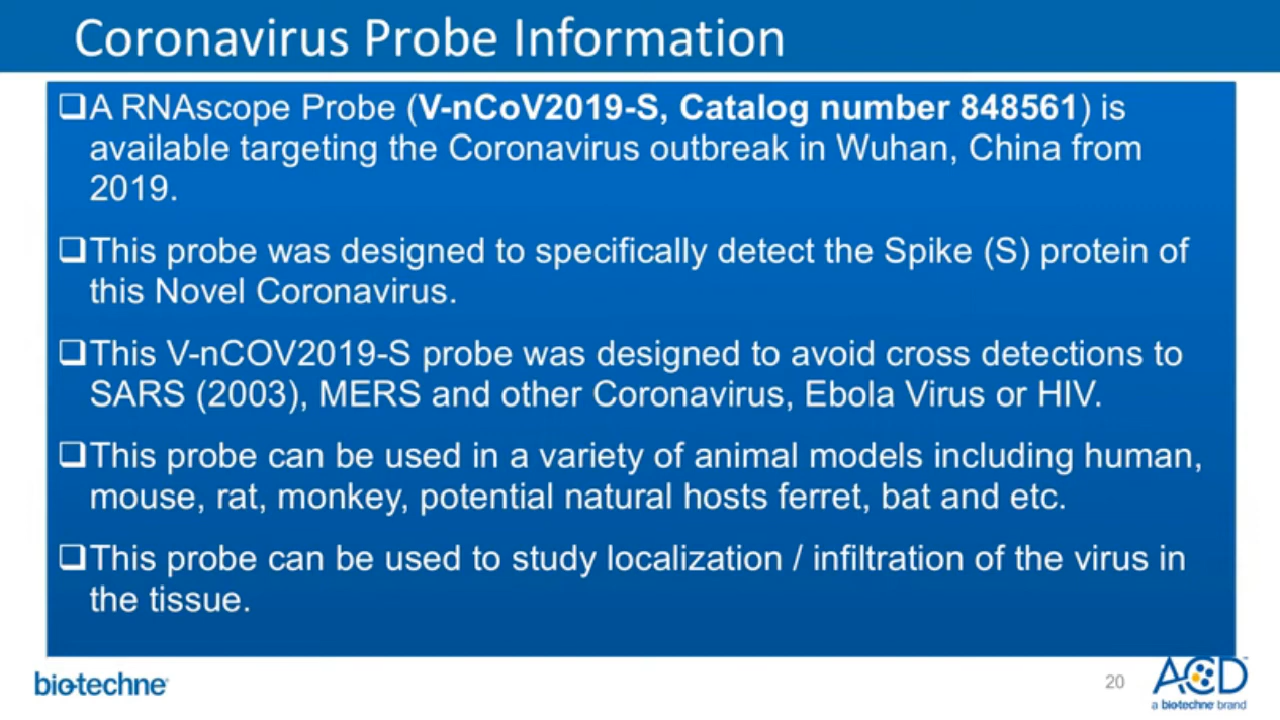 Coronavirus Probe Information
❑A RNAscope Probe (V-nCoV2019-S, Catalog number 848561) is
available targeting the Coronavirus outbreak in Wuhan, China from
2019.
❑This probe was designed to specifically detect the Spike (S) protein of
this Novel Coronavirus.
❑This V-nCOV2019-S probe was designed to avoid cross detections to
SARS (2003), MERS and other Coronavirus, Ebola Virus or HIV.
❑This probe can be used in a variety of animal models including human,
mouse, rat, monkey, potential natural hosts ferret, bat and etc.
❑This probe can be used to study localization / infiltration of the virus in
the tissue.
bio-techne
20
ACD
a biotechne brand